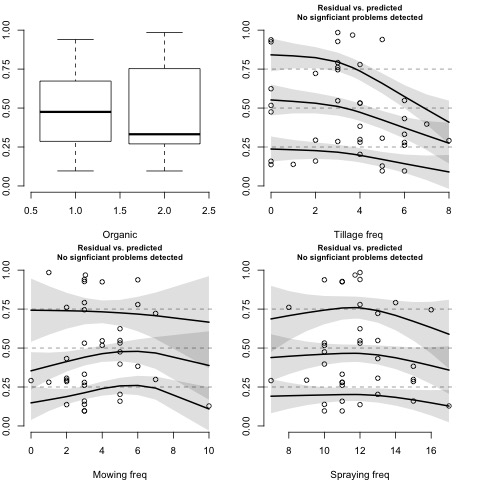 Residual vs. predicted
No signficiant problems detected
0.00 0.25 0.50 0.75 1.00
0.5 1.0 1.5 2.0 2.5
Organic
0.00 0.25 0.50 0.75 1.00
0 2 4 6 8
Tillage freq
Residual vs. predicted
No signficiant problems detected
0.00 0.25 0.50 0.75 1.00
0 2 4 6 8 10
Mowing freq
Residual vs. predicted
No signficiant problems detected
0.00 0.25 0.50 0.75 1.00
8 10 12 14 16
Spraying freq